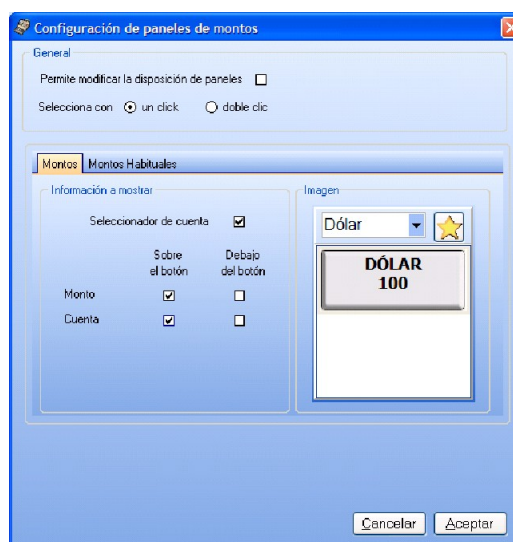 Configuración de paneles de montos
General
Permite modificar la disposición de paneles
Selecciona con un click doble clic
Montos Montos Habituales
Información a mostrar
Imagen
Seleccionador de cuenta
Dólar
Sobre el botón
Debajo del botón
DÓLAR
100
Monto
Cuenta
Cancelar Aceptar